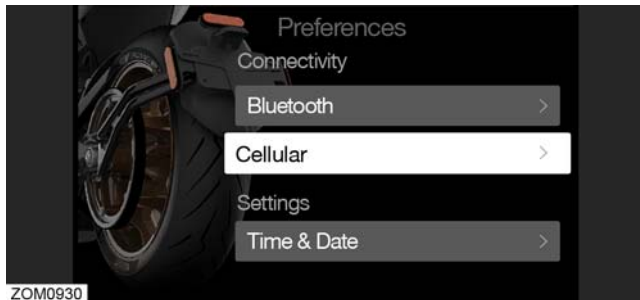 Preferences
Connectivity
Bluetooth
Cellular
Settings
Time & Date
ZOM0930